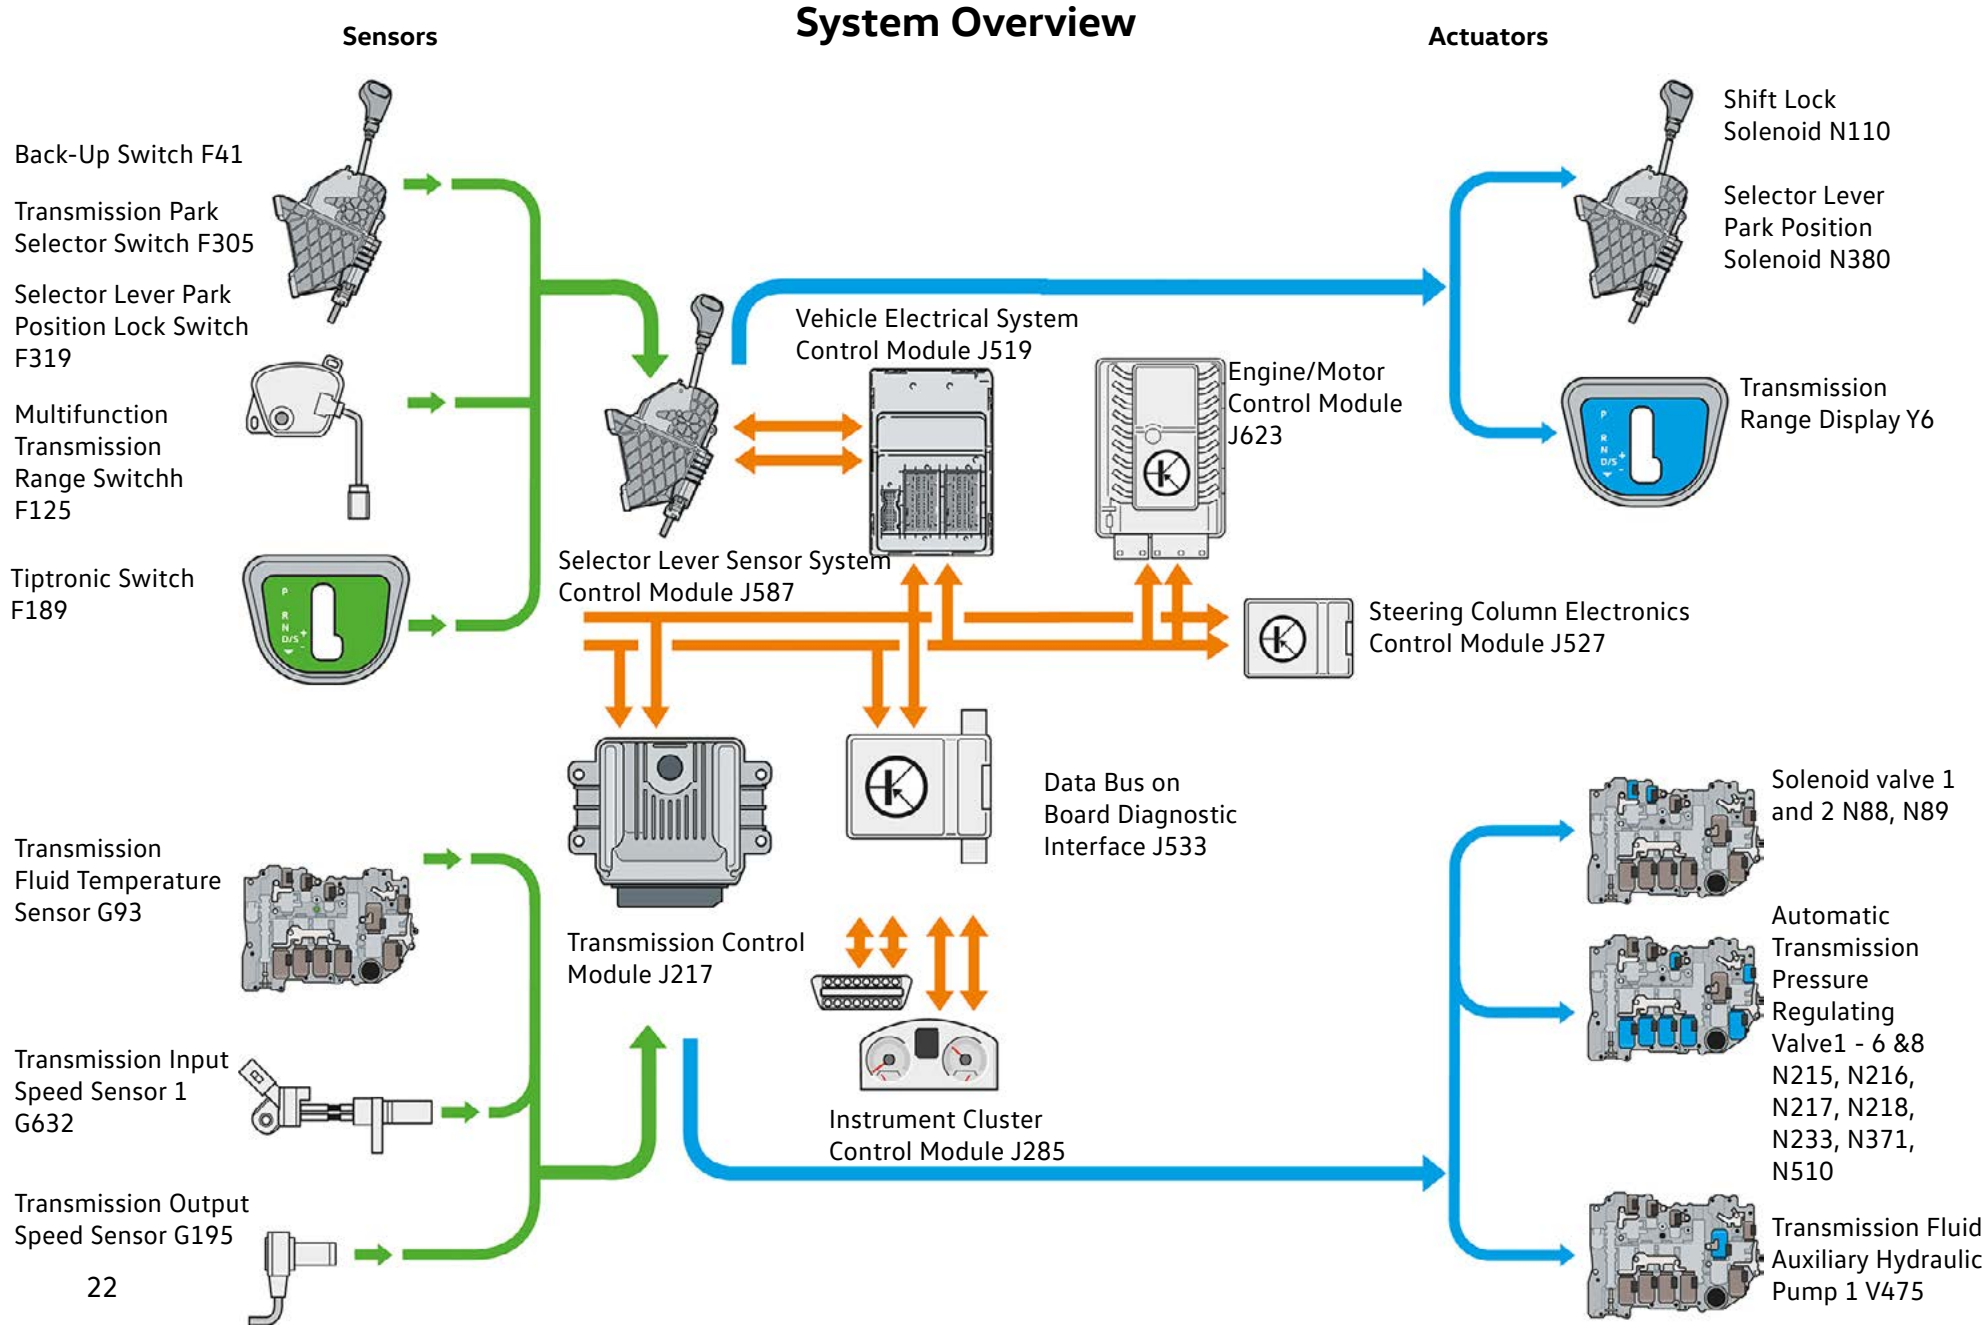 System Overview
Sensors
Actuators
Back-Up Switch F41
Transmission Park
Selector Switch F305
Selector Lever Park
Position Lock Switch
F319
Multifunction
Transmission
Range Switchh
F125
Tiptronic Switch
F189
P
R
N
D/S
+
-
Transmission
Fluid Temperature
Sensor G93
Transmission Input
Speed Sensor 1
G632
Transmission Output
Speed Sensor G195
22
Vehicle Electrical System
Control Module J519
Engine/Motor
Control Module
J623
Selector Lever Sensor System
Control Module J587
Steering Column Electronics
Control Module J527
Data Bus on
Board Diagnostic
Interface J533
Transmission Control
Module J217
Instrument Cluster
Control Module J285
Shift Lock
Solenoid N110
Selector Lever
Park Position
Solenoid N380
Transmission
Range Display Y6
P
R
N
D/S
+
-
Solenoid valve 1
and 2 N88, N89
Automatic
Transmission
Pressure
Regulating
Valve1 - 6 &8
N215, N216,
N217, N218,
N233, N371,
N510
Transmission Fluid
Auxiliary Hydraulic
Pump 1 V475